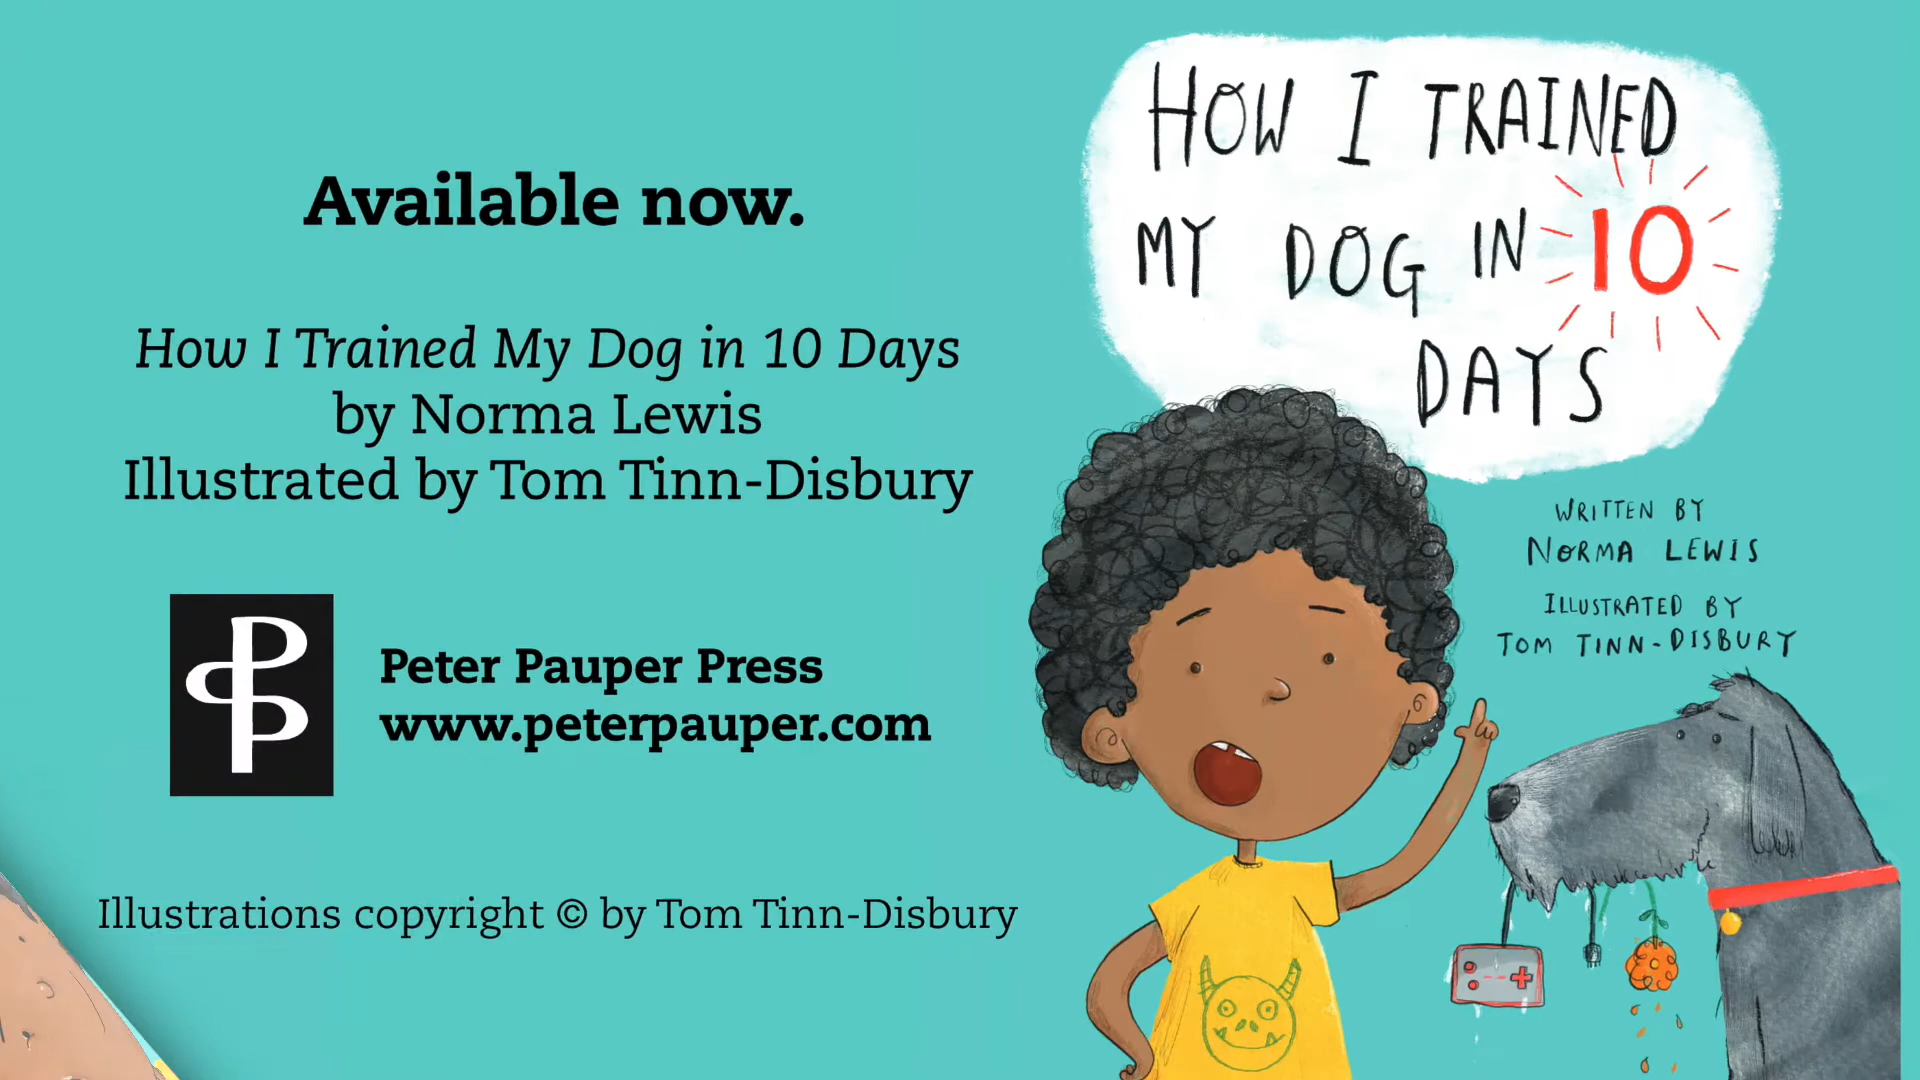 Available now.
How I Trained My Dog in 10 Days
by Norma Lewis
Illustrated by Tom Tinn-Disbury
Peter Pauper Press
www.peterpauper.com
Illustrations copyright © by Tom Tinn-Disbury
HOW I TRAINED
MY DOG IN 10
DAYS
WRITTEN BY
NORMA LEWIS
ILLUSTRATED BY
TOM TINN-DISBURY